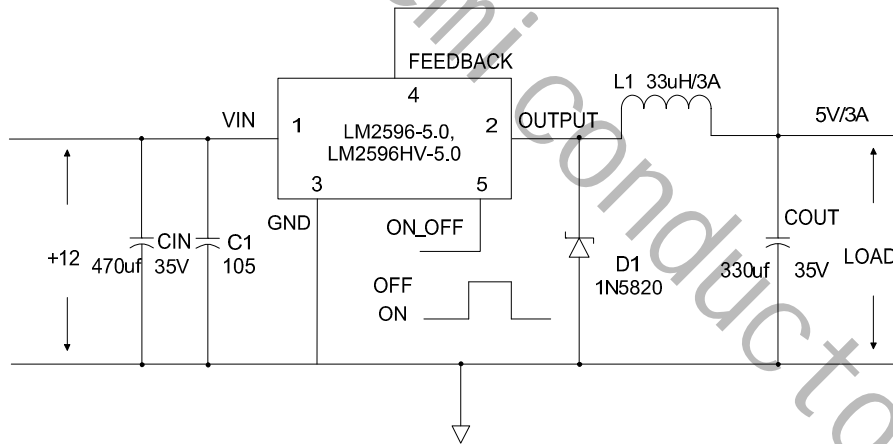 FEEDBACK
4
L1 33uH/3A
VIN
1
LM2596-5.0,
LM2596HV-5.0
2
OUTPUT
5V/3A
3
5
GND
ON_OFF
COUT
+12
470uf
CIN
35V
C1
105
D1
1N5820
330uf
35V
LOAD
OFF
ON